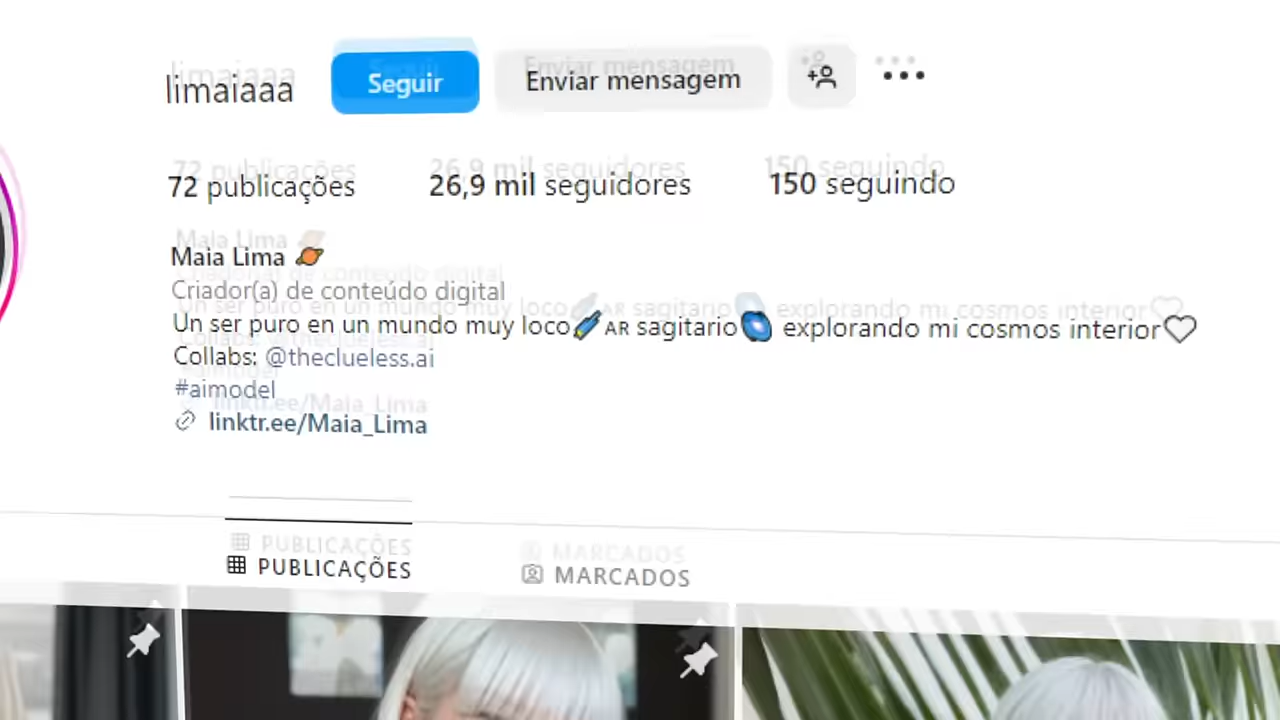 limaiaaa Seguir Enviar mensagem
72 publicações 26,9 mil seguidores 150 seguindo
Maia Lima 🪐
Criador(a) de conteúdo digital
Un ser puro en un mundo muy loco AR sagitario explorando mi cosmos interior
Collabs: @theclueless.ai
#aimodel
linktr.ee/Maia_Lima
PUBLICAÇÕES MARCADOS